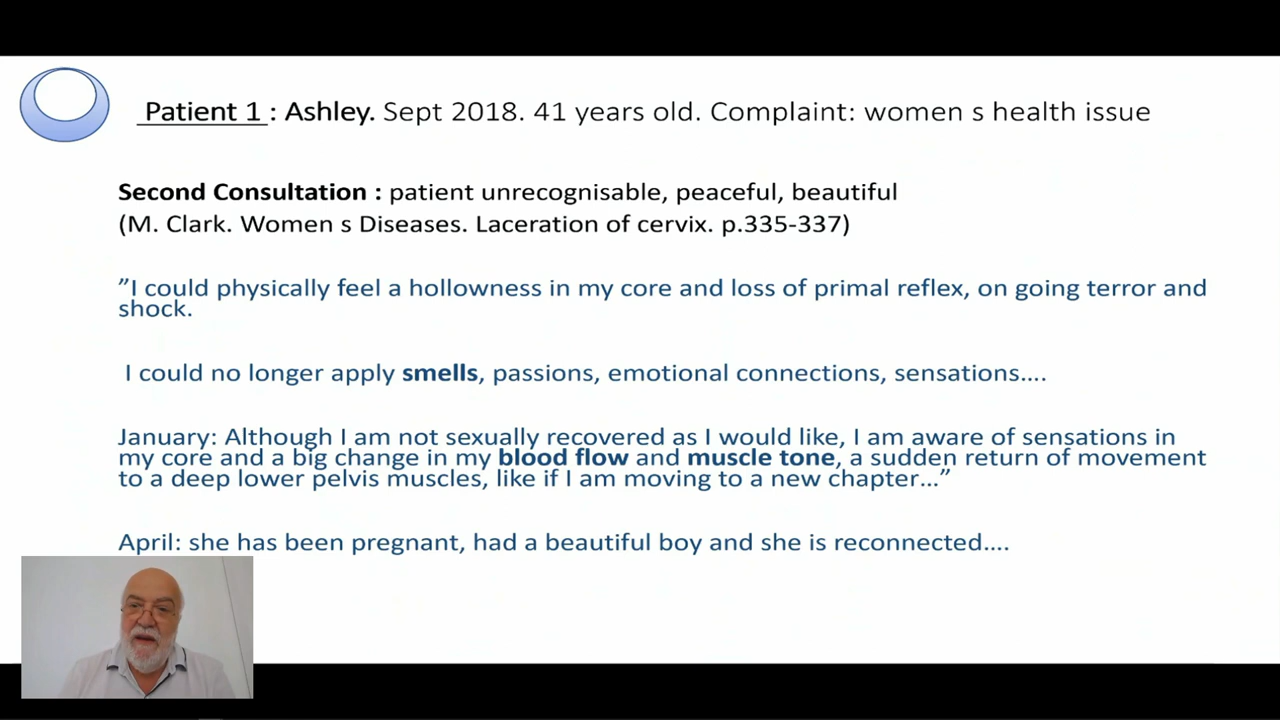 Patient 1 : Ashley. Sept 2018. 41 years old. Complaint: women s health issue
Second Consultation : patient unrecognisable, peaceful, beautiful
(M. Clark. Women s Diseases. Laceration of cervix. p.335-337)
”I could physically feel a hollowness in my core and loss of primal reflex, on going terror and
shock.
I could no longer apply smells, passions, emotional connections, sensations....
January: Although I am not sexually recovered as I would like, I am aware of sensations in
my core and a big change in my blood flow and muscle tone, a sudden return of movement
to a deep lower pelvis muscles, like if I am moving to a new chapter...”
April: she has been pregnant, had a beautiful boy and she is reconnected....